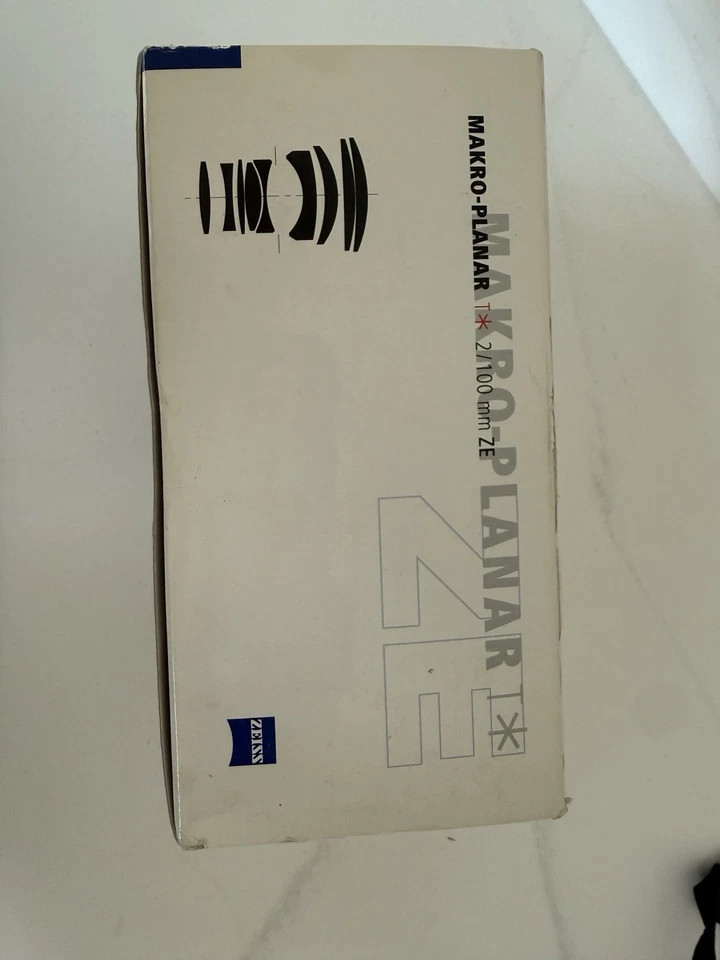 MAKRO-PLANAR T* 2/100 mm ZE
MAKRO-PLANAR T*
ZE
ZEISS